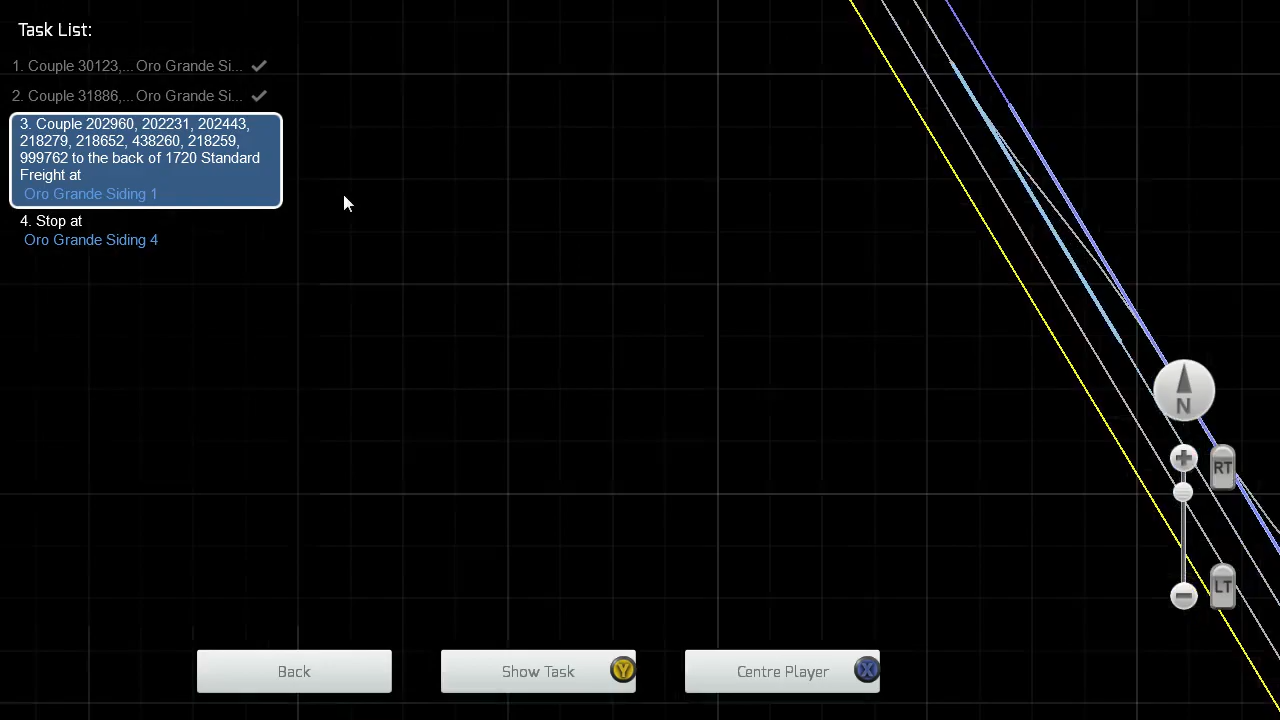 Task List:
1. Couple 30123,... Oro Grande Si...
2. Couple 31886,... Oro Grande Si...
3. Couple 202960, 202231, 202443,
218279, 218652, 438260, 218259,
999762 to the back of 1720 Standard
Freight at
Oro Grande Siding 1
4. Stop at
Oro Grande Siding 4
N
RT
LT
Back
Show Task
Y
Centre Player
X